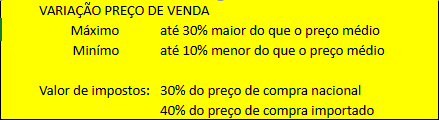 VARIAÇÃO PREÇO DE VENDA
Máximo até 30% maior do que o preço médio
Minímo até 10% menor do que o preço médio
Valor de impostos: 30% do preço de compra nacional
40% do preço de compra importado